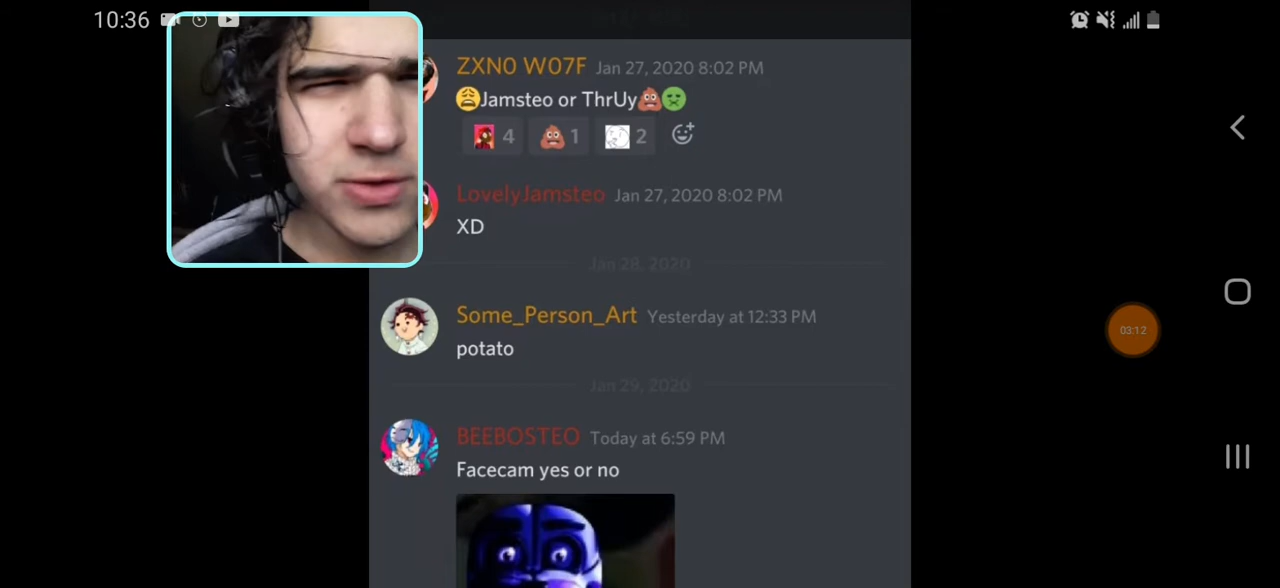 10:36
ZXN0 W07F Jan 27, 2020 8:02 PM
😩Jamsteo or ThrUy💩🤢
4 1 2
LovelyJamsteo Jan 27, 2020 8:02 PM
XD
Jan 28, 2020
Some_Person_Art Yesterday at 12:33 PM
potato
Jan 29, 2020
03:12
BEEBOSTEO Today at 6:59 PM
Facecam yes or no